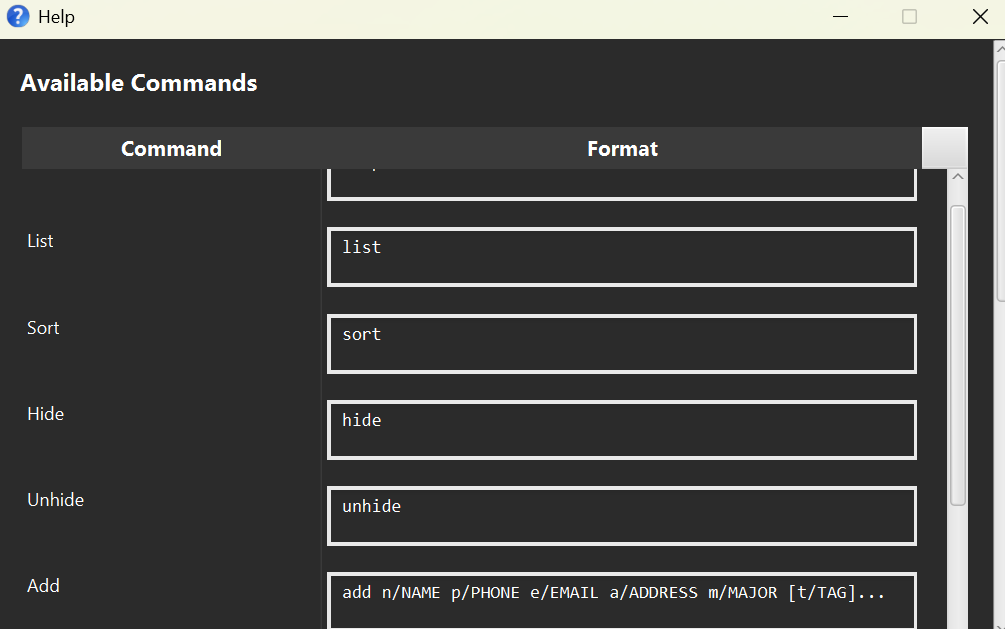 Help
Available Commands
Command Format
List list
Sort sort
Hide hide
Unhide unhide
Add add n/NAME p/PHONE e/EMAIL a/ADDRESS m/MAJOR [t/TAG]...